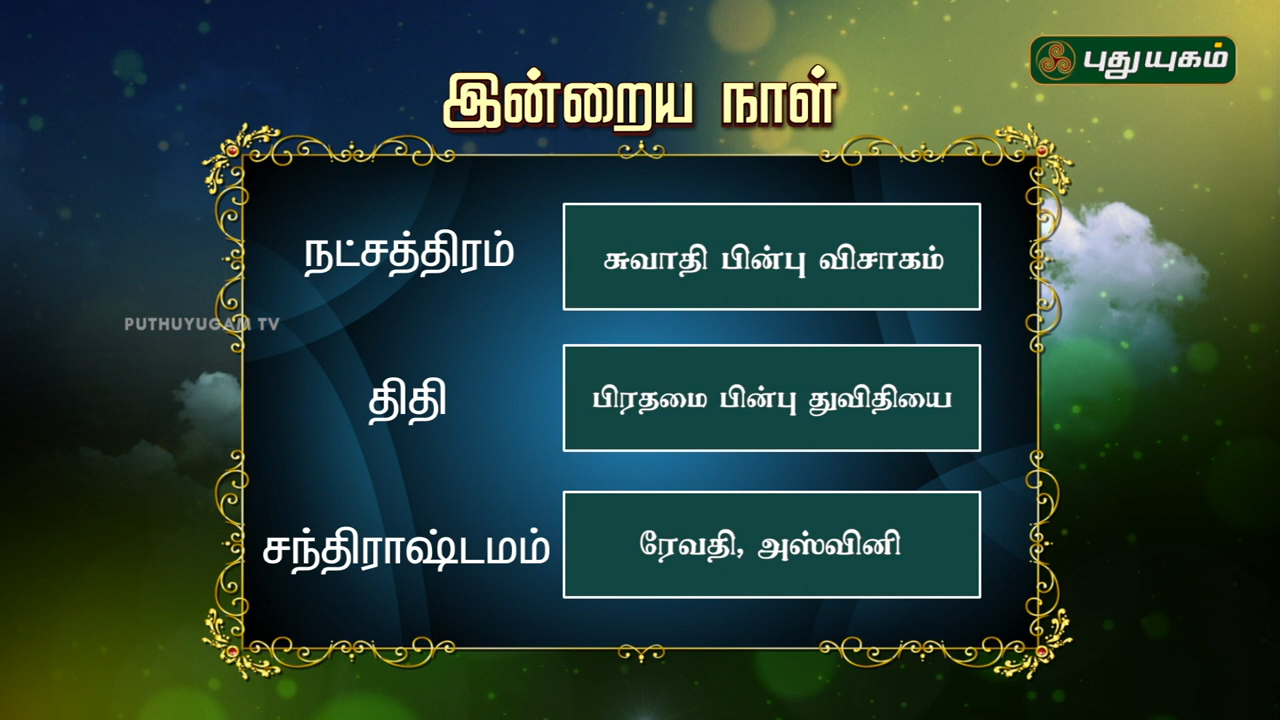 புதுயுகம்
இன்றைய நாள்
நட்சத்திரம்
சுவாதி பின்பு விசாகம்
PUTHUYUGAM TV
திதி
பிரதமை பின்பு துவிதியை
சந்திராஷ்டமம்
ரேவதி, அஸ்வினி